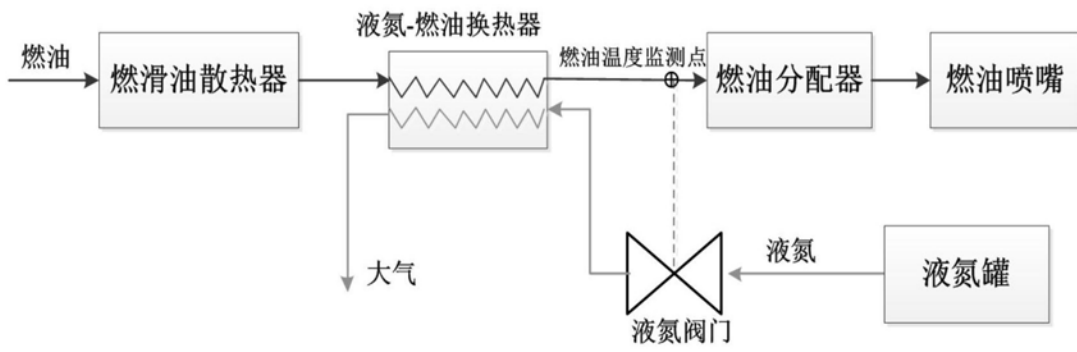 液氮-燃油换热器
燃油
燃滑油散热器
燃油温度监测点
燃油分配器
燃油喷嘴
大气
液氮
液氮罐
液氮阀门